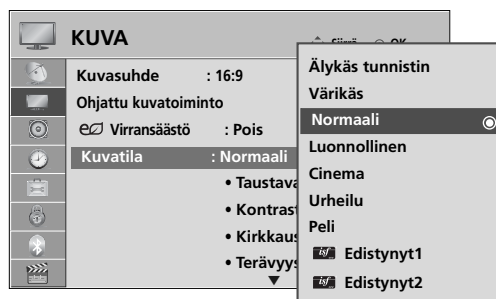 KUVA
Siirrä OK
Kuvasuhde : 16:9
Ohjattu kuvatoiminto
Virransäästö : Pois
Kuvatila : Normaali
• Taustava
• Kontrast
• Kirkkaus
• Terävyys
Älykäs tunnistin
Värikäs
Normaali
Luonnollinen
Cinema
Urheilu
Peli
isf Edistynyt1
isf Edistynyt2